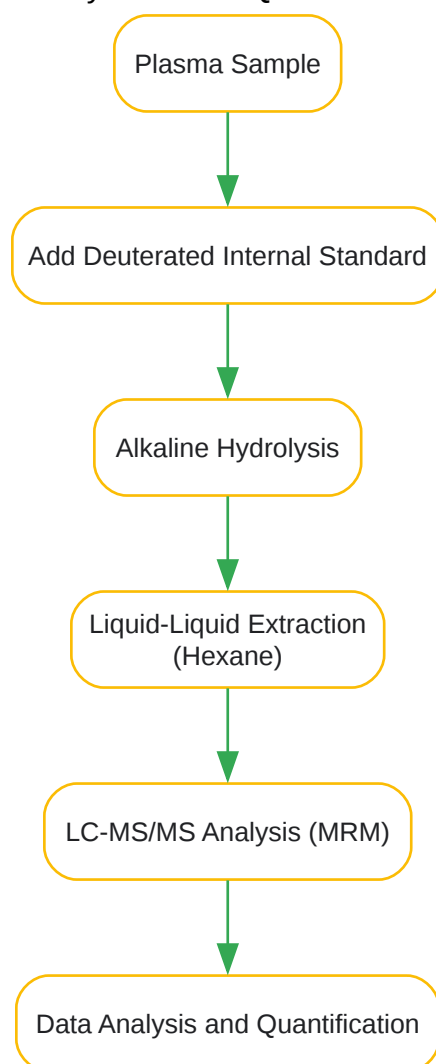 Plasma Sample
Add Deuterated Internal Standard
Alkaline Hydrolysis
Liquid-Liquid Extraction
(Hexane)
LC-MS/MS Analysis (MRM)
Data Analysis and Quantification